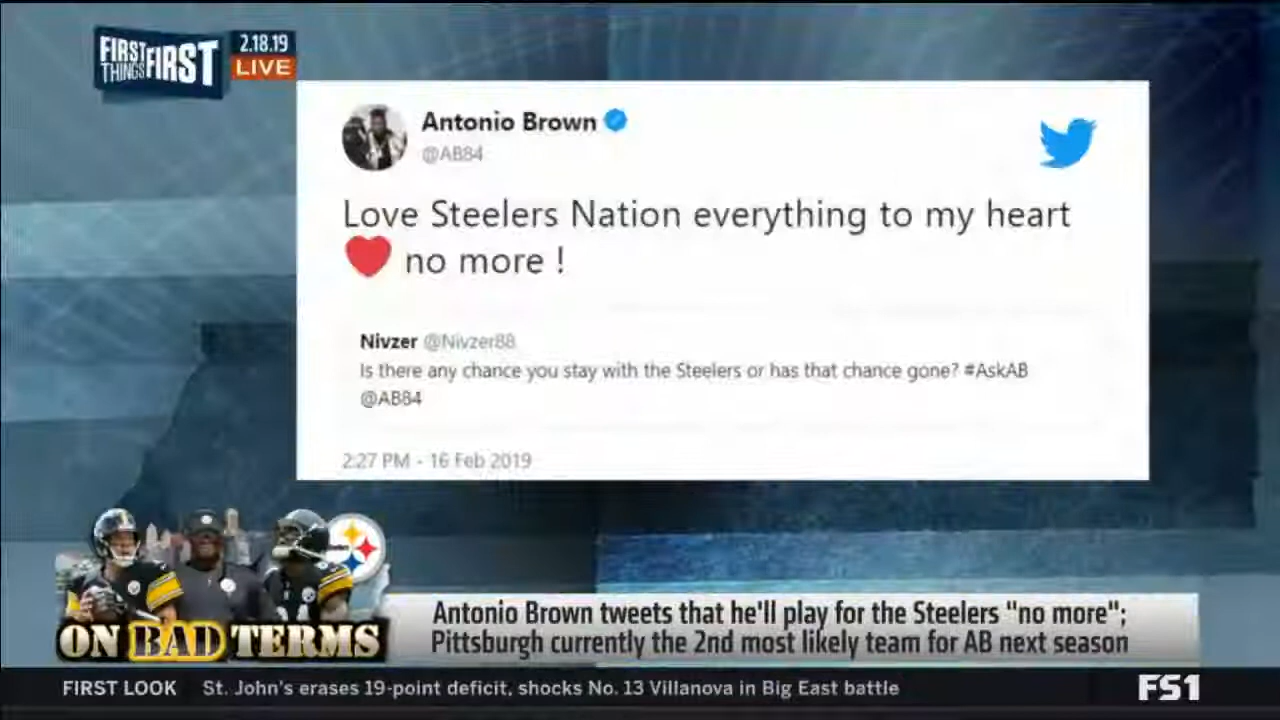 FIRST THINGS FIRST
2.18.19
LIVE
Antonio Brown
@AB84
Love Steelers Nation everything to my heart
❤️ no more !
Nivzer @Nivzer88
Is there any chance you stay with the Steelers or has that chance gone? #AskAB
@AB84
2:27 PM - 16 Feb 2019
Steelers
ON BAD TERMS
Antonio Brown tweets that he'll play for the Steelers "no more";
Pittsburgh currently the 2nd most likely team for AB next season
FIRST LOOK St. John's erases 19-point deficit, shocks No. 13 Villanova in Big East battle
FS1